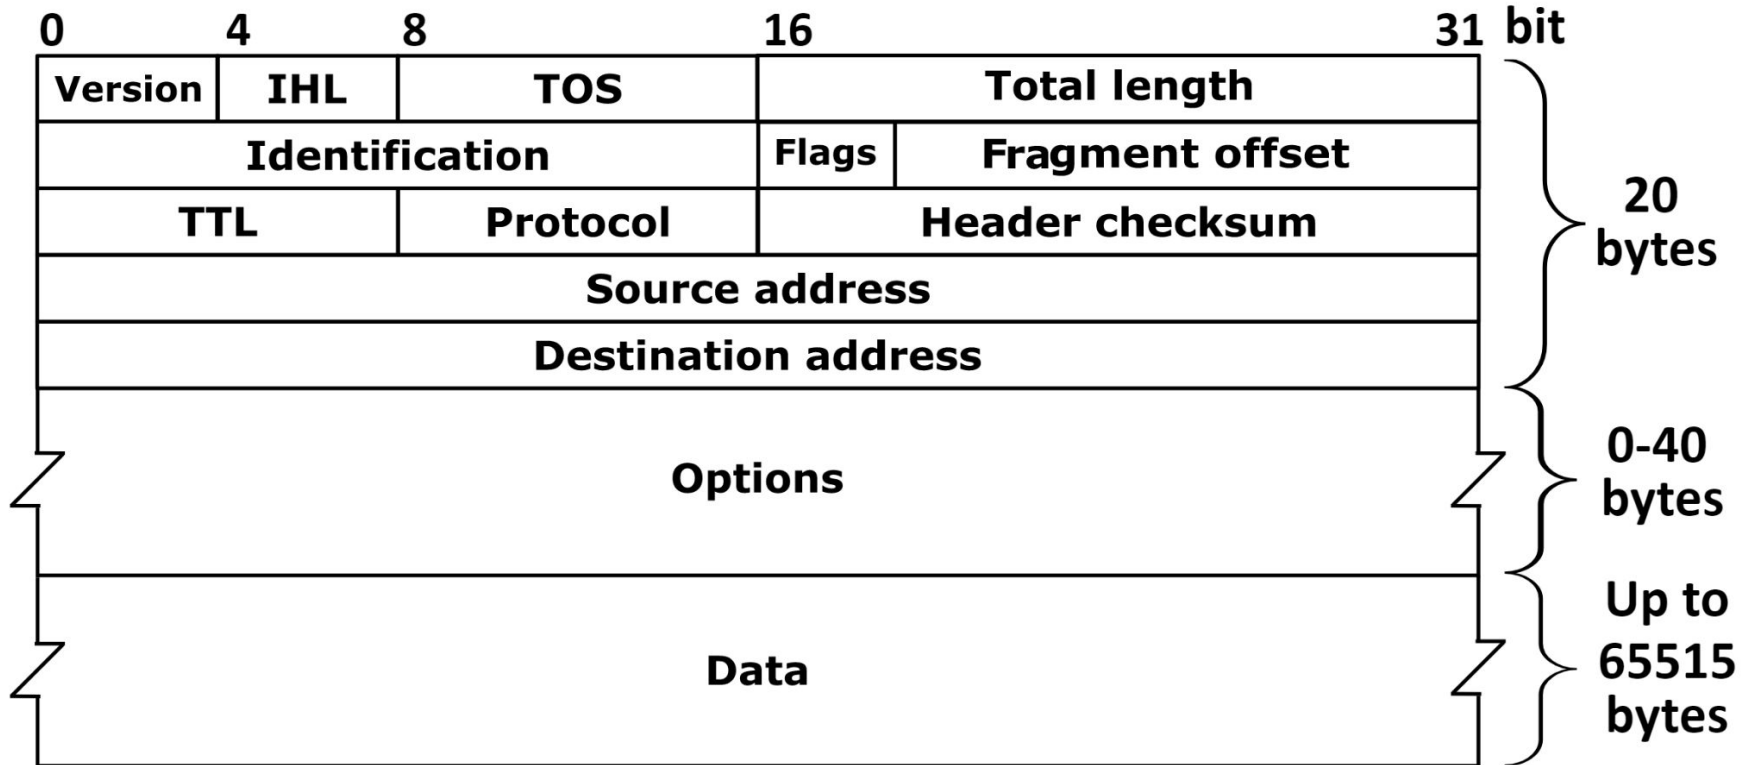 0 4 8 16 31 bit
Version IHL TOS Total length
Identification Flags Fragment offset
TTL Protocol Header checksum
20
bytes
Source address
Destination address
Options
0-40
bytes
Data
Up to
65515
bytes